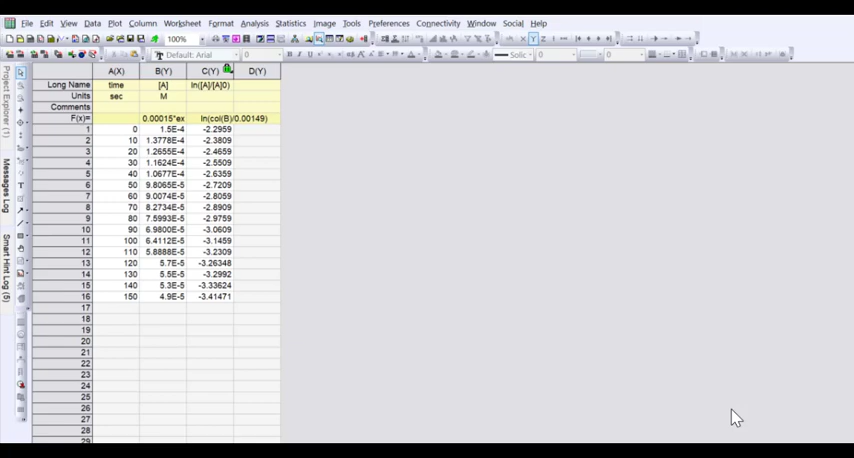 File Edit View Data Plot Column Worksheet Format Analysis Statistics Image Tools Preferences Connectivity Window Social Help
100%
Default: Arial 0 B I U Solic 0 0
A(X) B(Y) C(Y) D(Y)
Long Name time [A] ln([A]/[A]0)
Units sec M
Comments
F(x)= 0.00015*ex ln(col(B)/0.00149)
1 0 1.5E-4 -2.2959
2 10 1.3778E-4 -2.3809
3 20 1.2655E-4 -2.4659
4 30 1.1624E-4 -2.5509
5 40 1.0677E-4 -2.6359
6 50 9.8065E-5 -2.7209
7 60 9.0074E-5 -2.8059
8 70 8.2734E-5 -2.8909
9 80 7.5993E-5 -2.9759
10 90 6.9800E-5 -3.0609
11 100 6.4112E-5 -3.1459
12 110 5.8888E-5 -3.2309
13 120 5.7E-5 -3.26348
14 130 5.5E-5 -3.2992
15 140 5.3E-5 -3.33624
16 150 4.9E-5 -3.41471
17
18
19
20
21
22
23
24
25
26
27
28
29
Project Explorer (1)
Messages Log
Smart Hint Log (5)